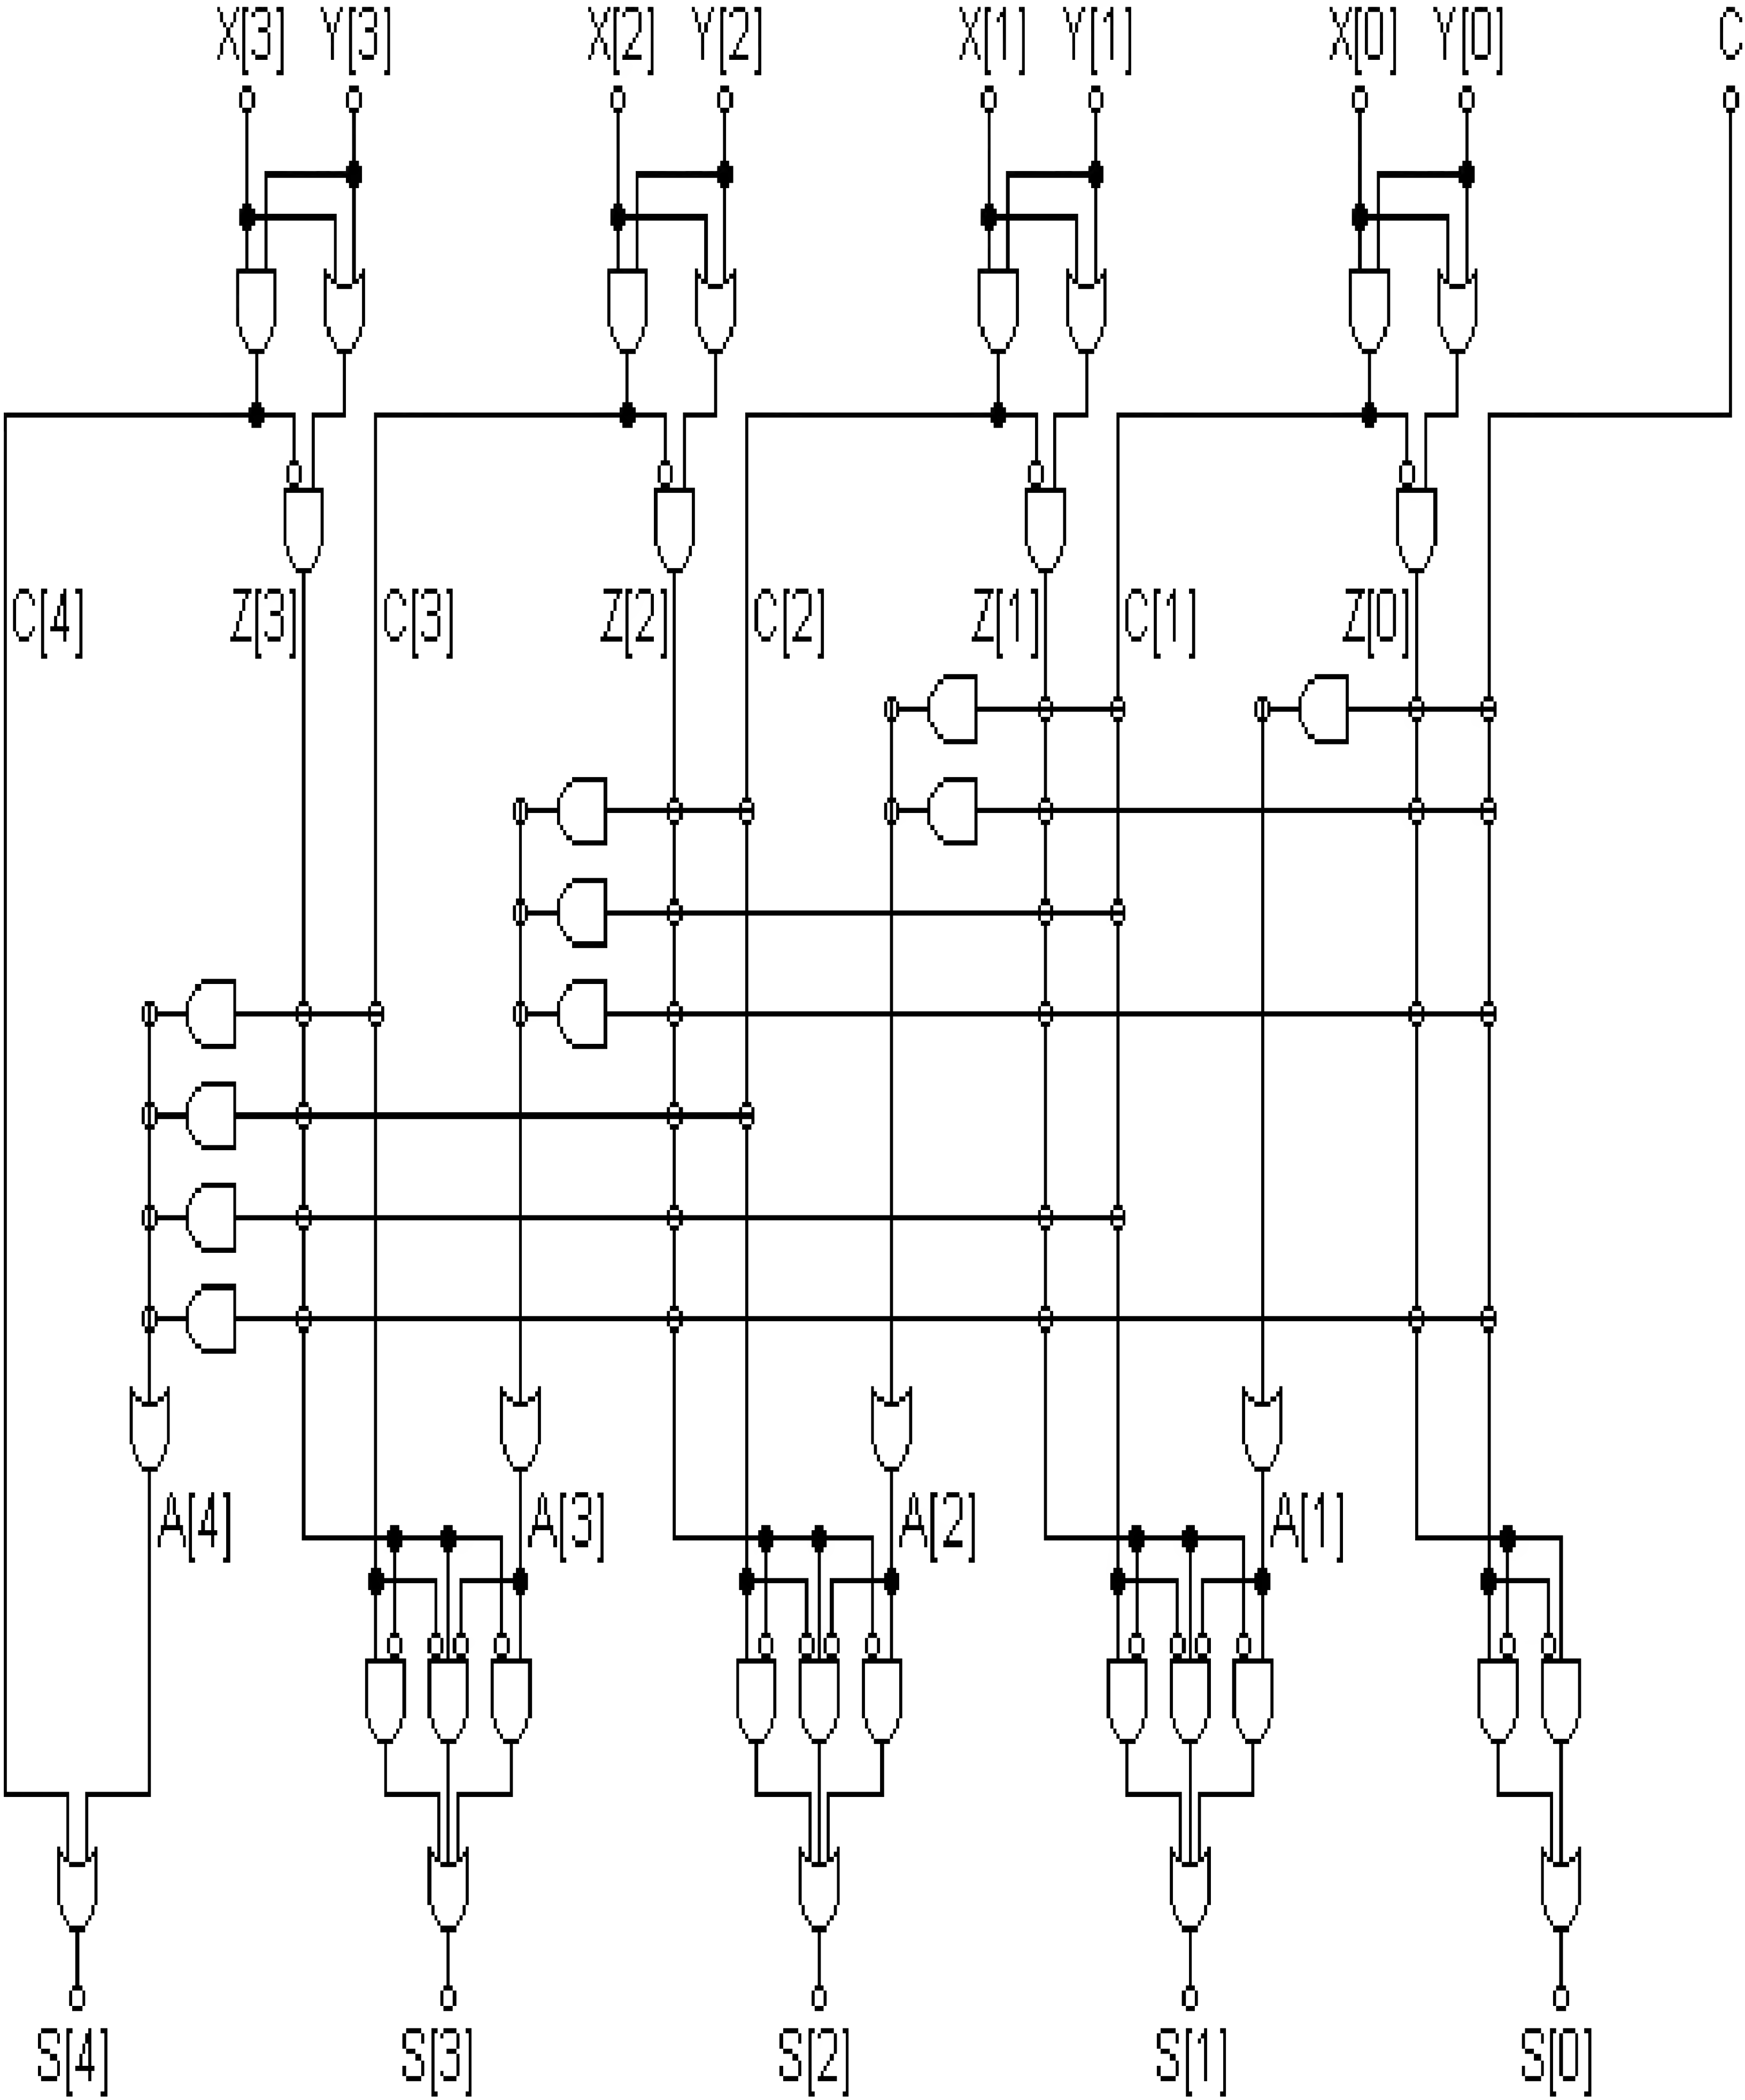 X[3] Y[3] X[2] Y[2] X[1] Y[1] X[0] Y[0] C
C[4] Z[3] C[3] Z[2] C[2] Z[1] C[1] Z[0]
A[4] A[3] A[2] A[1]
S[4] S[3] S[2] S[1] S[0]